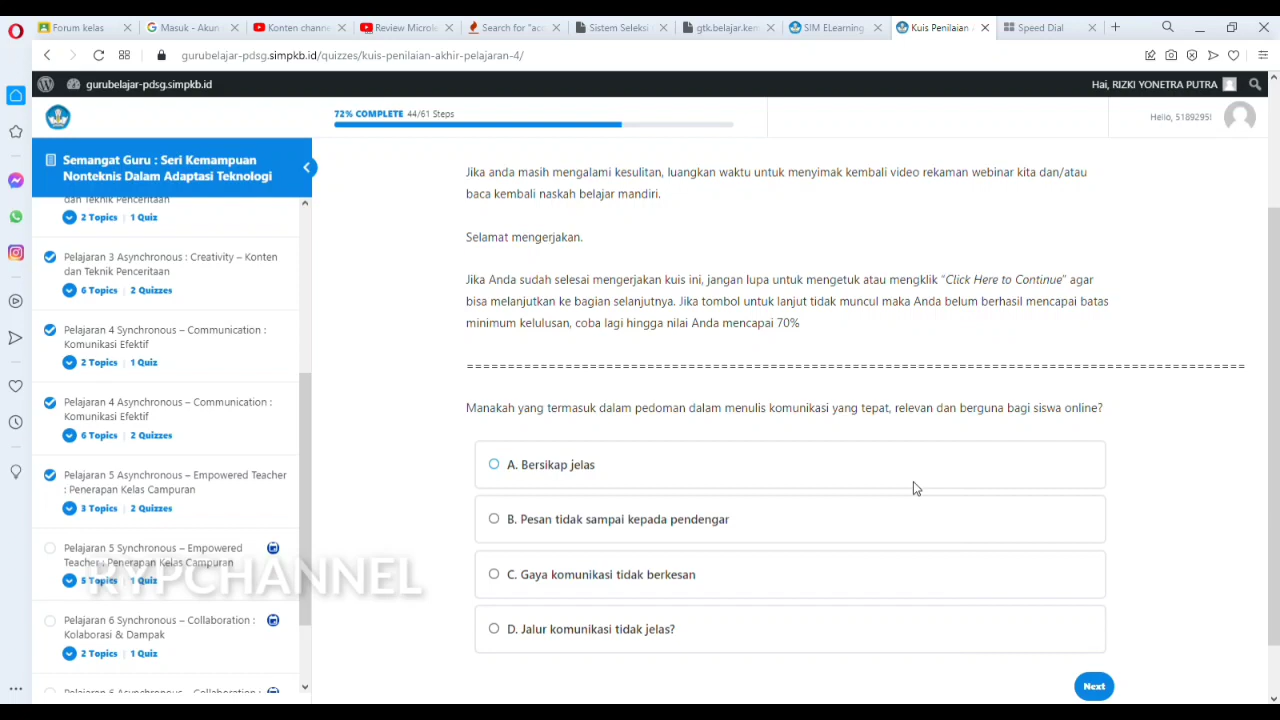 Forum kelas
Masuk - Akun
Konten channe
Review Microle
Search for "acc
Sistem Seleksi
gtk.belajar.ken
SIM ELearning
Kuis Penilaian
Speed Dial
gurubelajar-pdsg.simpkb.id/quizzes/kuis-penilaian-akhir-pelajaran-4/
gurubelajar-pdsg.simpkb.id
Hai, RIZKI YONETRA PUTRA
72% COMPLETE 44/61 Steps
Hello, 5189295!
Semangat Guru : Seri Kemampuan
Nonteknis Dalam Adaptasi Teknologi
dan Teknik Penceritaan
2 Topics | 1 Quiz
Pelajaran 3 Asynchronous : Creativity – Konten
dan Teknik Penceritaan
6 Topics | 2 Quizzes
Pelajaran 4 Synchronous – Communication :
Komunikasi Efektif
2 Topics | 1 Quiz
Pelajaran 4 Asynchronous – Communication :
Komunikasi Efektif
6 Topics | 2 Quizzes
Pelajaran 5 Asynchronous – Empowered Teacher
: Penerapan Kelas Campuran
3 Topics | 2 Quizzes
Pelajaran 5 Synchronous – Empowered
Teacher : Penerapan Kelas Campuran
5 Topics | 1 Quiz
Pelajaran 6 Synchronous – Collaboration :
Kolaborasi & Dampak
2 Topics | 1 Quiz
Pelajaran 6 Asynchronous – Collaboration :
RYPCHANNEL
Jika anda masih mengalami kesulitan, luangkan waktu untuk menyimak kembali video rekaman webinar kita dan/atau
baca kembali naskah belajar mandiri.
Selamat mengerjakan.
Jika Anda sudah selesai mengerjakan kuis ini, jangan lupa untuk mengetuk atau mengklik “Click Here to Continue” agar
bisa melanjutkan ke bagian selanjutnya. Jika tombol untuk lanjut tidak muncul maka Anda belum berhasil mencapai batas
minimum kelulusan, coba lagi hingga nilai Anda mencapai 70%
Manakah yang termasuk dalam pedoman dalam menulis komunikasi yang tepat, relevan dan berguna bagi siswa online?
A. Bersikap jelas
B. Pesan tidak sampai kepada pendengar
C. Gaya komunikasi tidak berkesan
D. Jalur komunikasi tidak jelas?
Next